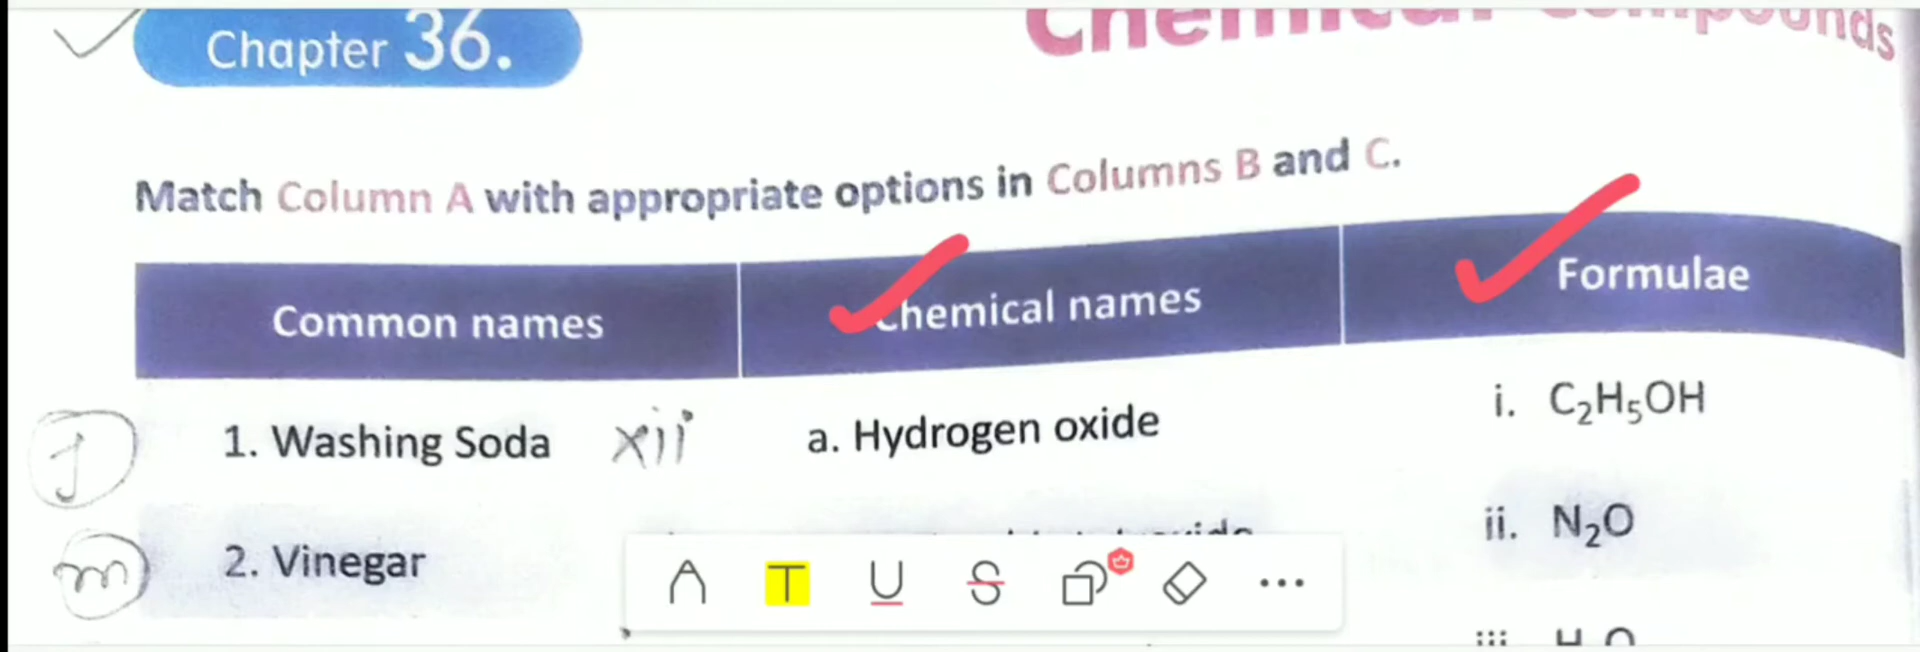 Chapter 36.
Chemical Compounds
Match Column A with appropriate options in Columns B and C.
Common names Chemical names Formulae
j 1. Washing Soda xii a. Hydrogen oxide i. C₂H₅OH
m 2. Vinegar ii. N₂O